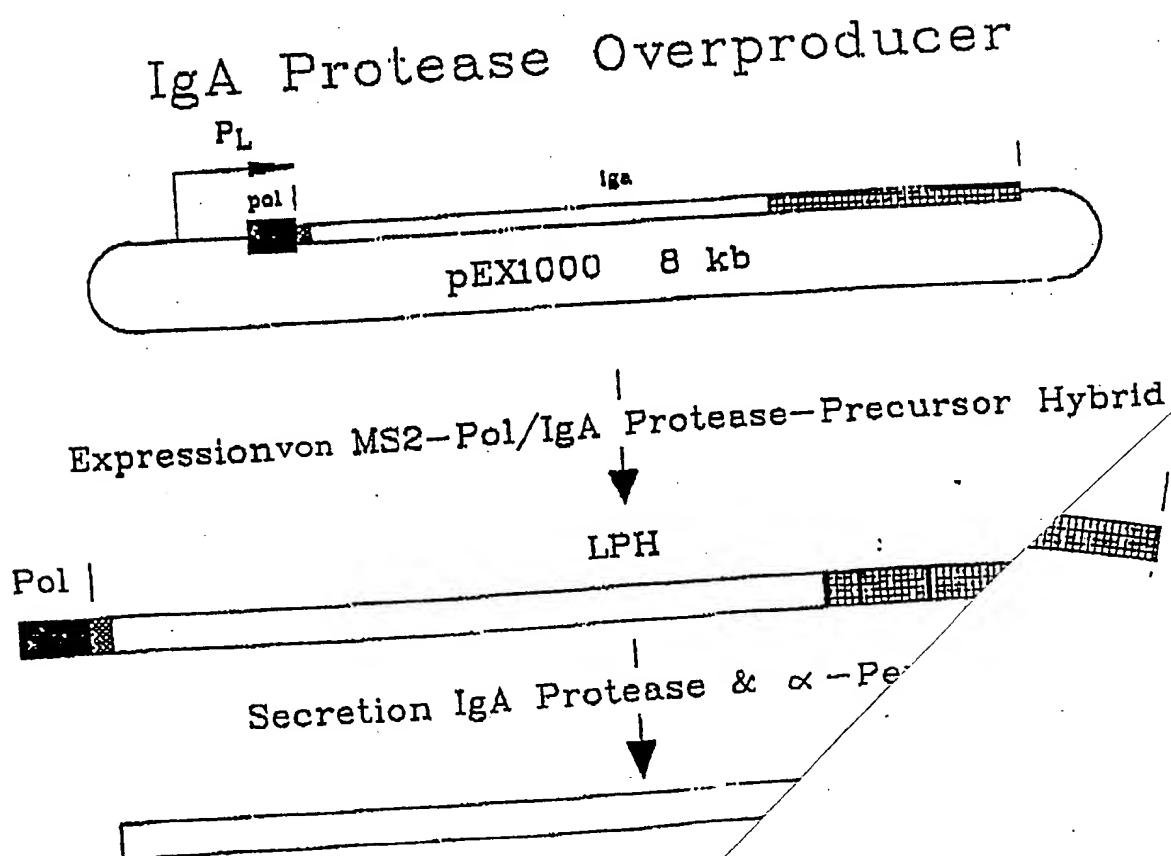 IgA Protease Overproducer
PL
pol
iga
pEX1000 8 kb
Expressionvon MS2-Pol/IgA Protease-Precursor Hybrid
LPH
Pol
Secretion IgA Protease & α-